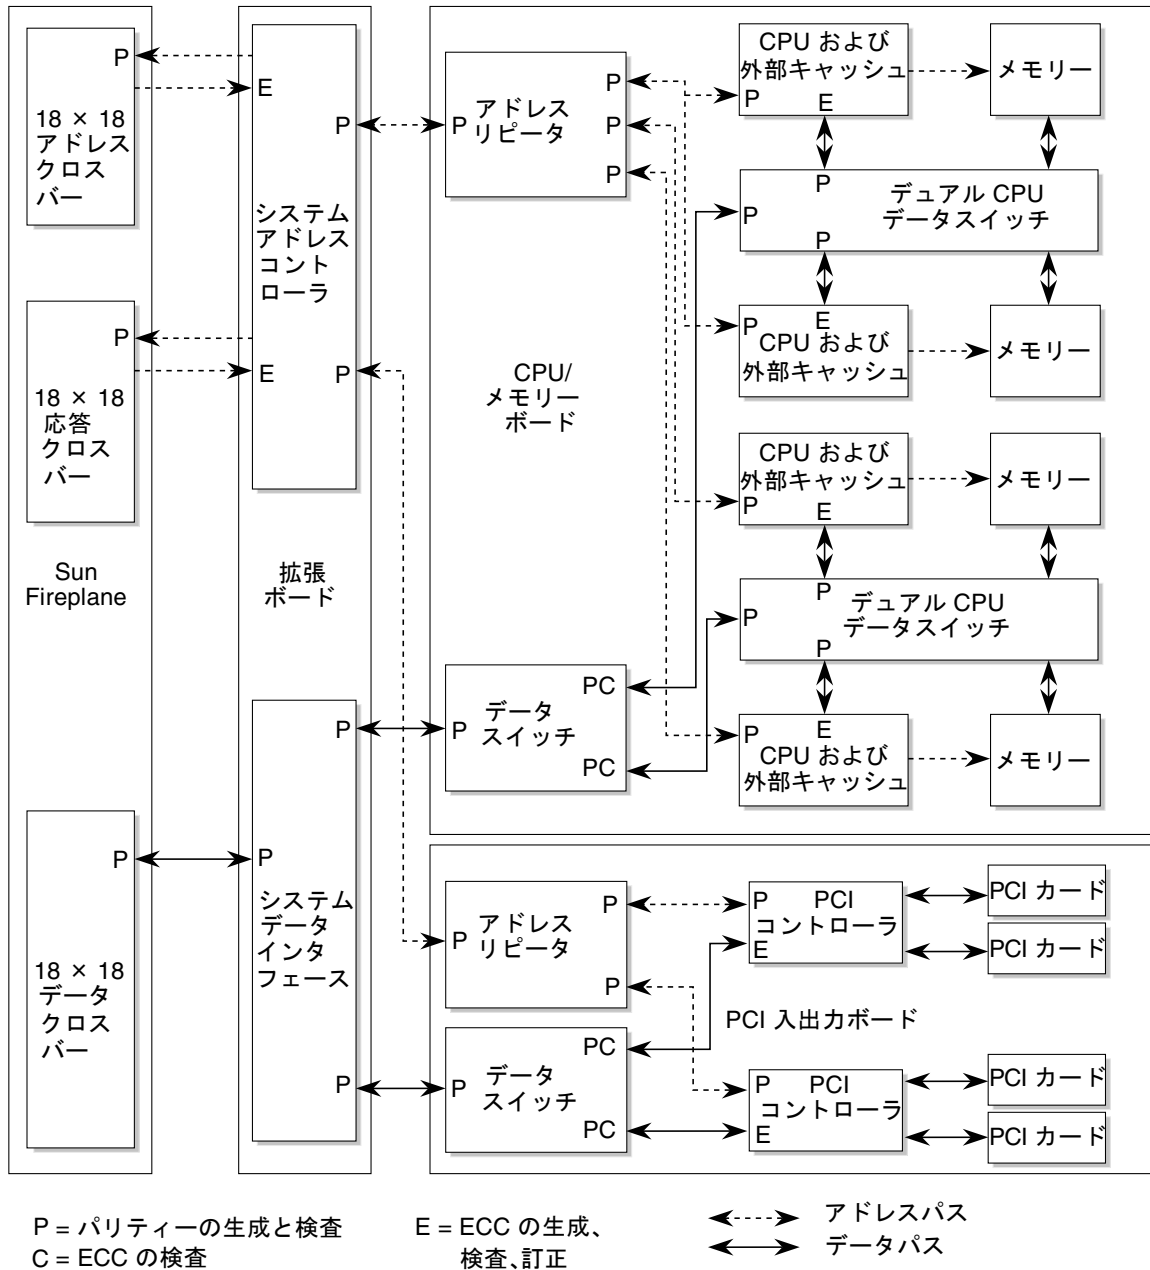 P
E
18 × 18
アドレス
クロス
バー
P
E
システム
アドレス
コント
ローラ
P
18 × 18
応答
クロス
バー
E
P
Sun
Fireplane
拡張
ボード
P
18 × 18
データ
クロス
バー
P
P
システム
データ
インタ
フェース
P
CPU/
メモリー
ボード
P
アドレス
リピータ
P
P
P
P
データ
スイッチ
PC
PC
CPU および
外部キャッシュ
P
E
メモリー
P
P
デュアル CPU
データスイッチ
P
P
E
CPU および
外部キャッシュ
メモリー
CPU および
外部キャッシュ
P
E
メモリー
P
P
デュアル CPU
データスイッチ
P
P
E
CPU および
外部キャッシュ
メモリー
P
アドレス
リピータ
P
P
P
データ
スイッチ
PC
PC
P
PCI
コントローラ
E
PCI カード
PCI カード
PCI 入出力ボード
P
PCI
コントローラ
E
PCI カード
PCI カード
P = パリティーの生成と検査
C = ECC の検査
E = ECC の生成、
検査、訂正
アドレスパス
データパス